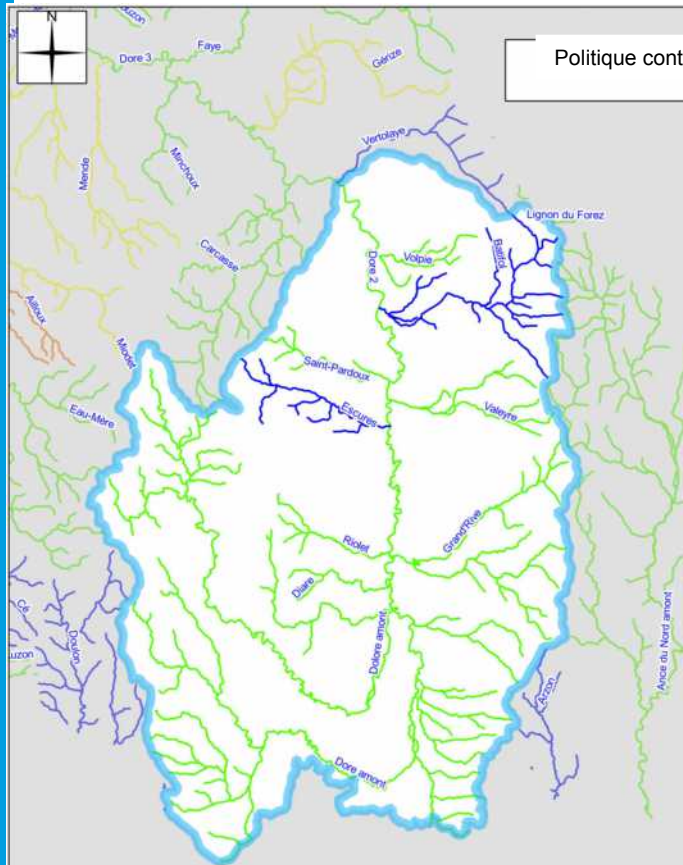 N
Dore 3
Faye
Gérize
Politique cont
Mende
Minchoux
Vertolaye
Lignon du Forez
Carcasse
Dore 2
Volpie
Batifol
Ailloux
Miodet
Saint-Pardoux
Eau-Mère
Escures
Valeyre
Riolet
Grand'Rive
Diare
Cé
Doulon
uzon
Dolore amont
Ance du Nord amont
Arzon
Dore amont